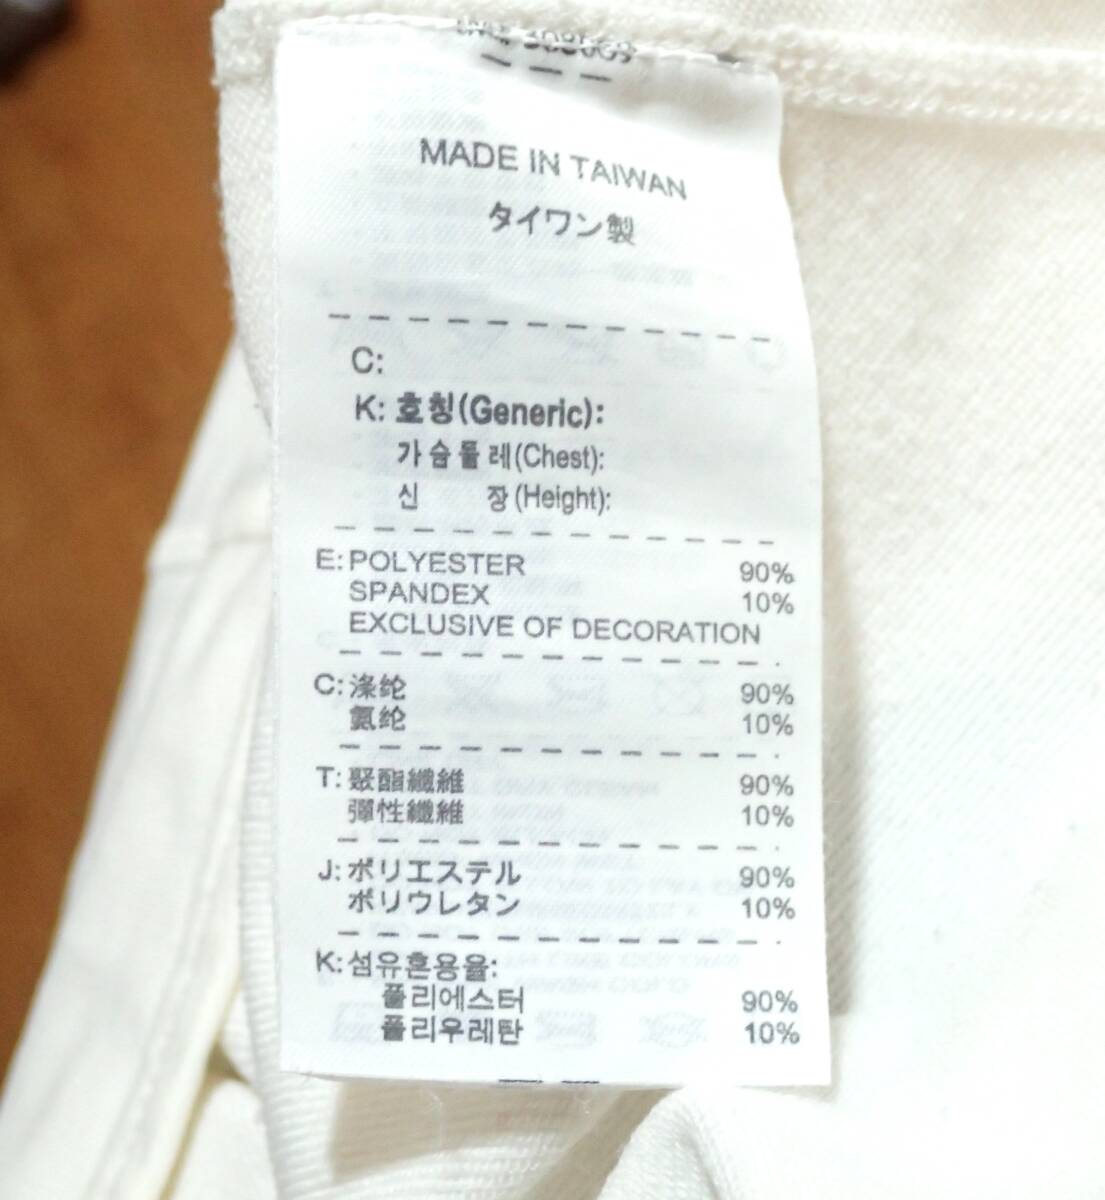 MADE IN TAIWAN
タイワン製
C:
K: 호칭(Generic):
가슴둘레(Chest):
신 장(Height):
E: POLYESTER 90%
SPANDEX 10%
EXCLUSIVE OF DECORATION
C: 涤纶 90%
氨纶 10%
T: 聚酯纖維 90%
彈性纖維 10%
J: ポリエステル 90%
ポリウレタン 10%
K: 섬유혼용율:
폴리에스터 90%
폴리우레탄 10%